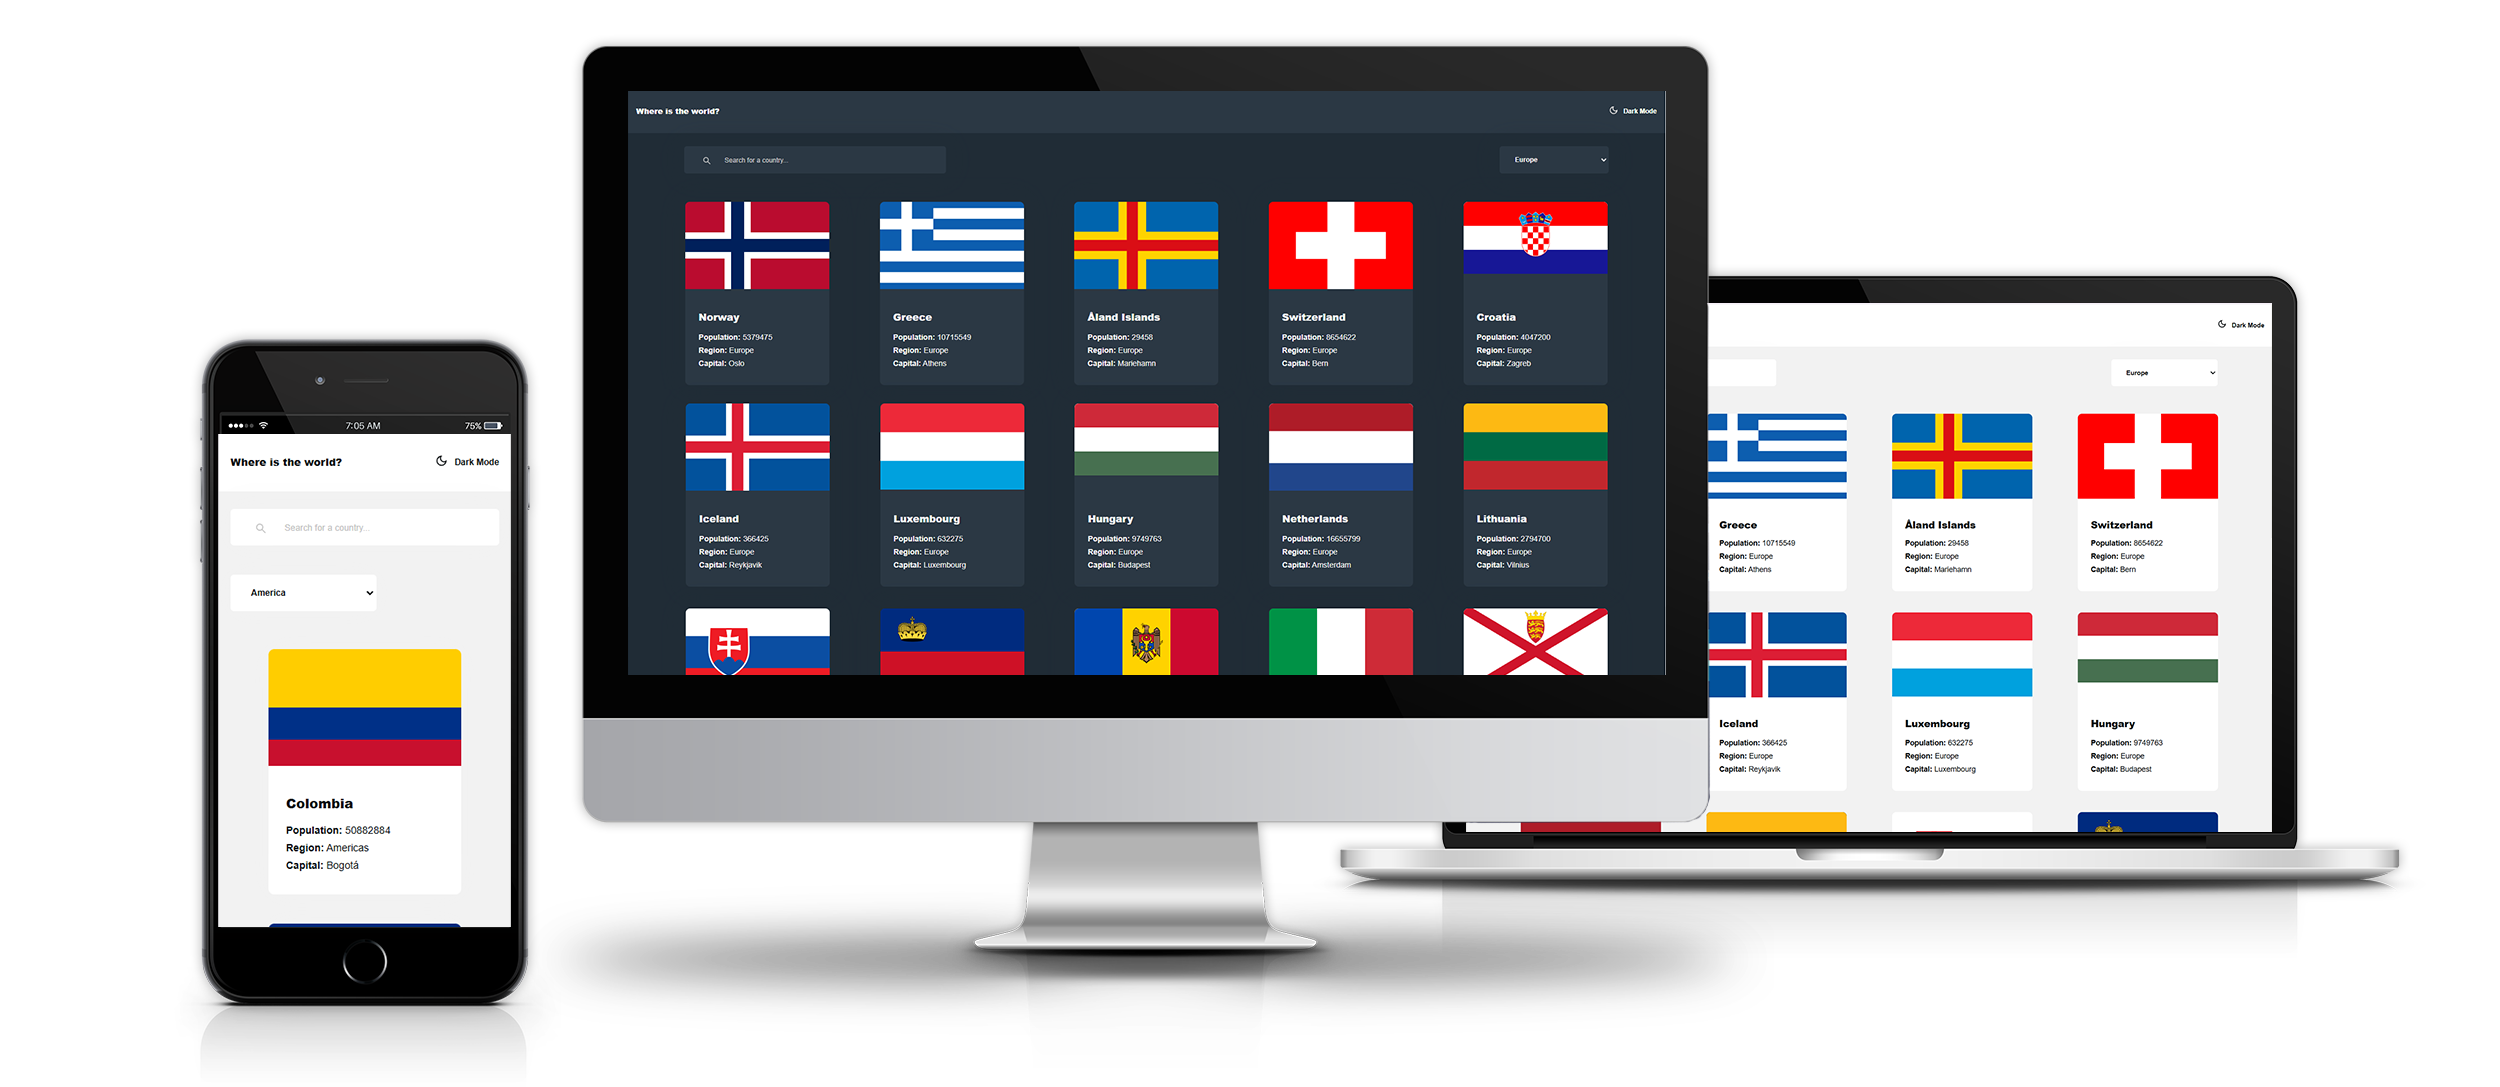 7:05 AM
75%
Where is the world?
Dark Mode
Search for a country...
America
Colombia
Population: 50882884
Region: Americas
Capital: Bogotá
Where is the world?
Dark Mode
Search for a country...
Europe
Norway
Population: 5379475
Region: Europe
Capital: Oslo
Greece
Population: 10715549
Region: Europe
Capital: Athens
Åland Islands
Population: 29458
Region: Europe
Capital: Mariehamn
Switzerland
Population: 8654622
Region: Europe
Capital: Bern
Croatia
Population: 4047200
Region: Europe
Capital: Zagreb
Iceland
Population: 366425
Region: Europe
Capital: Reykjavik
Luxembourg
Population: 632275
Region: Europe
Capital: Luxembourg
Hungary
Population: 9749763
Region: Europe
Capital: Budapest
Netherlands
Population: 16655799
Region: Europe
Capital: Amsterdam
Lithuania
Population: 2794700
Region: Europe
Capital: Vilnius
Dark Mode
Europe
Greece
Population: 10715549
Region: Europe
Capital: Athens
Åland Islands
Population: 29458
Region: Europe
Capital: Mariehamn
Switzerland
Population: 8654622
Region: Europe
Capital: Bern
Iceland
Population: 366425
Region: Europe
Capital: Reykjavik
Luxembourg
Population: 632275
Region: Europe
Capital: Luxembourg
Hungary
Population: 9749763
Region: Europe
Capital: Budapest